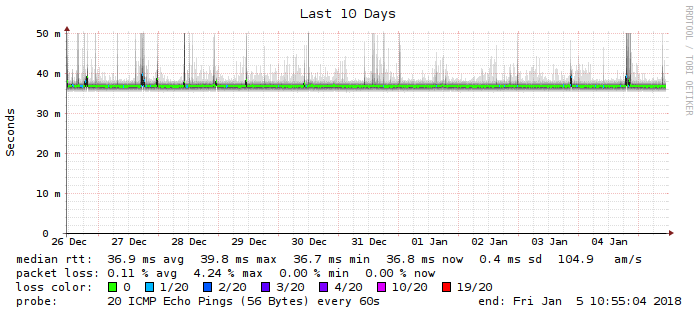 Last 10 Days
RRDTOOL / TOBI OETIKER
Seconds
50 m
40 m
30 m
20 m
10 m
0
26 Dec 27 Dec 28 Dec 29 Dec 30 Dec 31 Dec 01 Jan 02 Jan 03 Jan 04 Jan
median rtt: 36.9 ms avg 39.8 ms max 36.7 ms min 36.8 ms now 0.4 ms sd 104.9 am/s
packet loss: 0.11 % avg 4.24 % max 0.00 % min 0.00 % now
loss color: 0 1/20 2/20 3/20 4/20 10/20 19/20
probe: 20 ICMP Echo Pings (56 Bytes) every 60s end: Fri Jan 5 10:55:04 2018